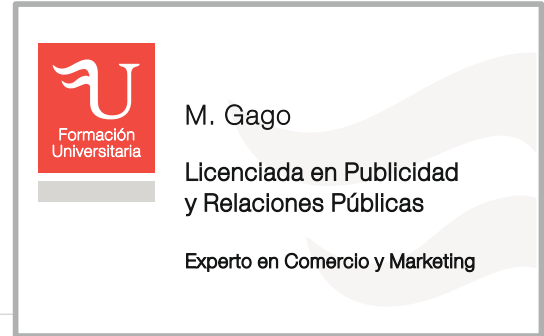 Formación
Universitaria
M. Gago
Licenciada en Publicidad
y Relaciones Públicas
Experto en Comercio y Marketing